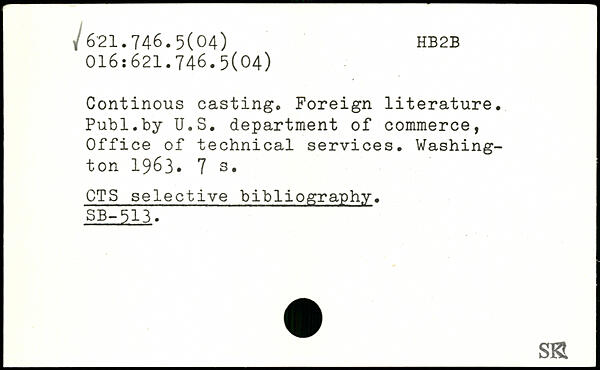 √621.746.5(04) HB2B
016:621.746.5(04)
Continous casting. Foreign literature.
Publ.by U.S. department of commerce,
Office of technical services. Washing-
ton 1963. 7 s.
CTS selective bibliography.
SB-513.
SK